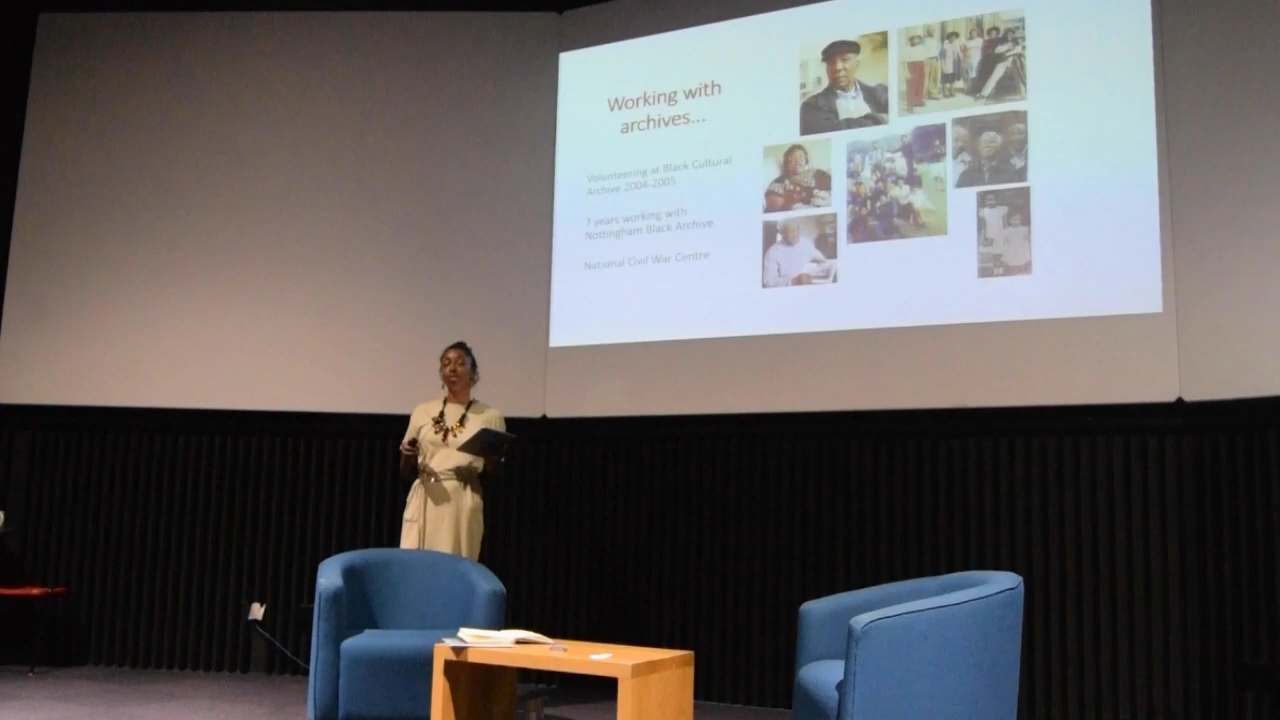 Working with
archives...
Volunteering at Black Cultural
Archive 2004-2005
7 years working with
Nottingham Black Archive
National Civil War Centre